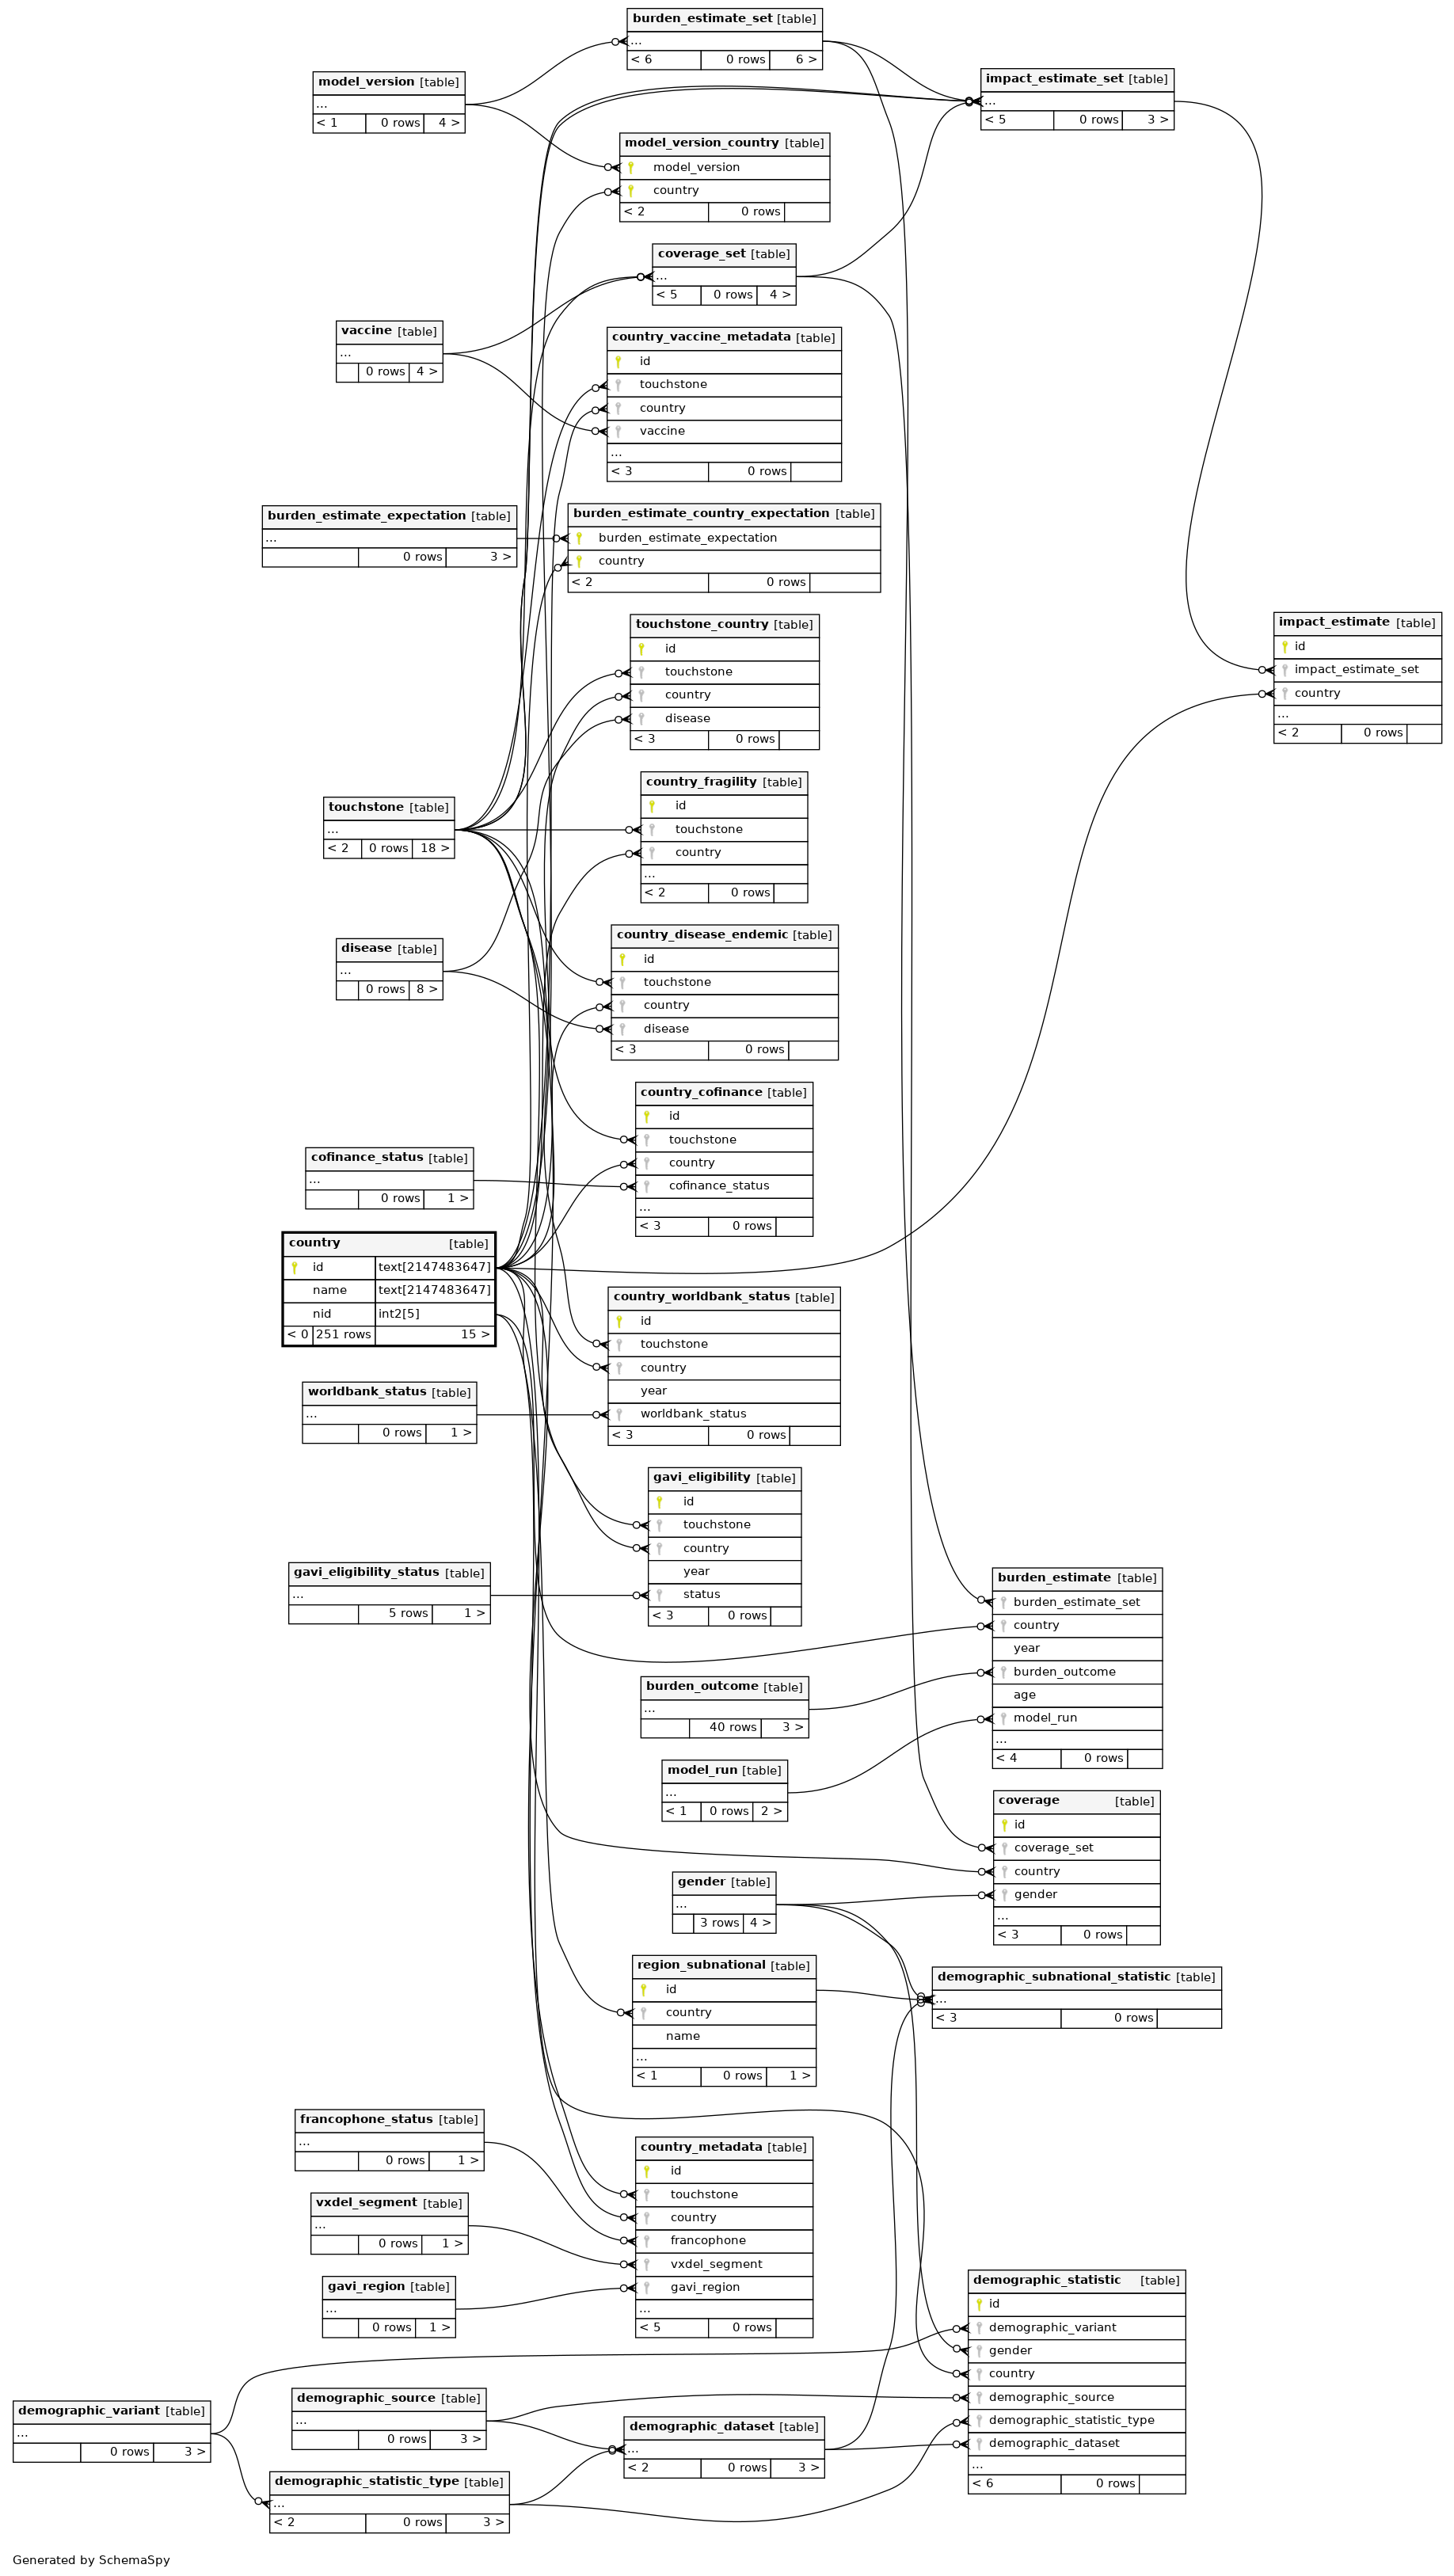 burden_estimate_set [table]
...
< 6 0 rows 6 >
model_version [table]
...
< 1 0 rows 4 >
impact_estimate_set [table]
...
< 5 0 rows 3 >
model_version_country [table]
model_version
country
< 2 0 rows
coverage_set [table]
...
< 5 0 rows 4 >
vaccine [table]
...
0 rows 4 >
country_vaccine_metadata [table]
id
touchstone
country
vaccine
...
< 3 0 rows
burden_estimate_expectation [table]
...
0 rows 3 >
burden_estimate_country_expectation [table]
burden_estimate_expectation
country
< 2 0 rows
touchstone_country [table]
id
touchstone
country
disease
< 3 0 rows
impact_estimate [table]
id
impact_estimate_set
country
...
< 2 0 rows
touchstone [table]
...
< 2 0 rows 18 >
country_fragility [table]
id
touchstone
country
...
< 2 0 rows
disease [table]
...
0 rows 8 >
country_disease_endemic [table]
id
touchstone
country
disease
< 3 0 rows
country_cofinance [table]
id
touchstone
country
cofinance_status
...
< 3 0 rows
cofinance_status [table]
...
0 rows 1 >
country [table]
id text[2147483647]
name text[2147483647]
nid int2[5]
< 0 251 rows 15 >
country_worldbank_status [table]
id
touchstone
country
year
worldbank_status
< 3 0 rows
worldbank_status [table]
...
0 rows 1 >
gavi_eligibility [table]
id
touchstone
country
year
status
< 3 0 rows
gavi_eligibility_status [table]
...
5 rows 1 >
burden_estimate [table]
burden_estimate_set
country
year
burden_outcome
age
model_run
...
< 4 0 rows
burden_outcome [table]
...
40 rows 3 >
model_run [table]
...
< 1 0 rows 2 >
coverage [table]
id
coverage_set
country
gender
...
< 3 0 rows
gender [table]
...
3 rows 4 >
region_subnational [table]
id
country
name
...
< 1 0 rows 1 >
demographic_subnational_statistic [table]
...
< 3 0 rows
francophone_status [table]
...
0 rows 1 >
country_metadata [table]
id
touchstone
country
francophone
vxdel_segment
gavi_region
...
< 5 0 rows
vxdel_segment [table]
...
0 rows 1 >
gavi_region [table]
...
0 rows 1 >
demographic_statistic [table]
id
demographic_variant
gender
country
demographic_source
demographic_statistic_type
demographic_dataset
...
< 6 0 rows
demographic_variant [table]
...
0 rows 3 >
demographic_source [table]
...
0 rows 3 >
demographic_dataset [table]
...
< 2 0 rows 3 >
demographic_statistic_type [table]
...
< 2 0 rows 3 >
Generated by SchemaSpy